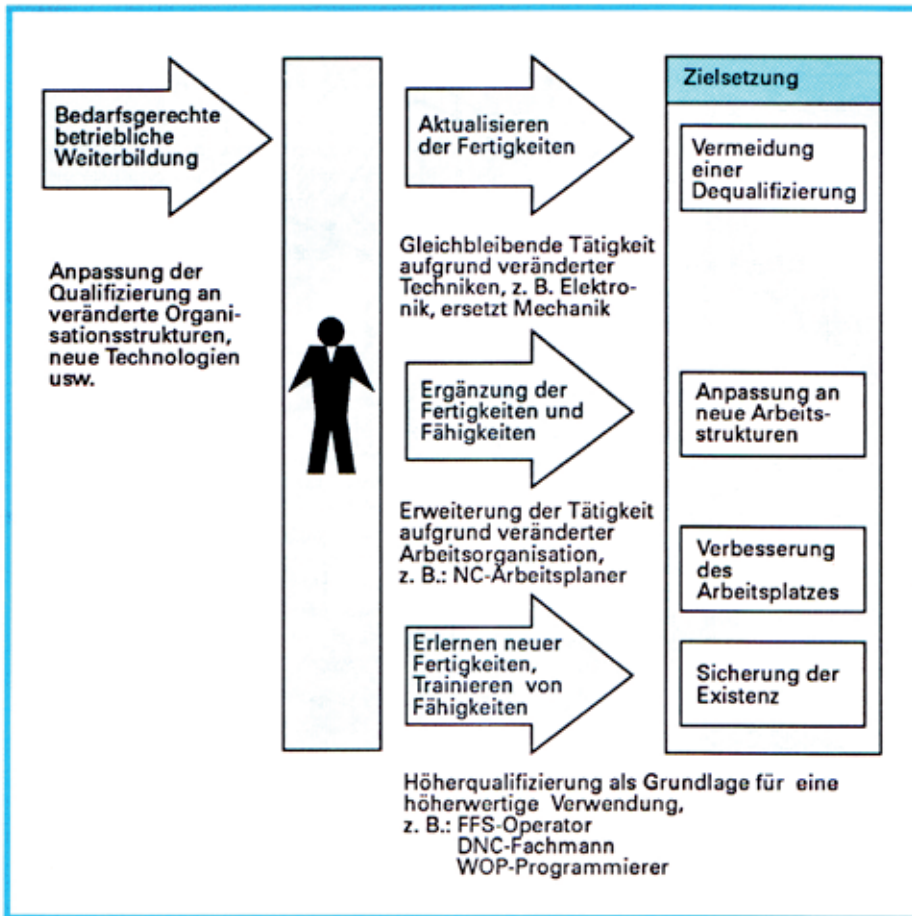 Bedarfsgerechte
betriebliche
Weiterbildung
Anpassung der
Qualifizierung an
veränderte Organi-
sationsstrukturen,
neue Technologien
usw.
Aktualisieren
der Fertigkeiten
Gleichbleibende Tätigkeit
aufgrund veränderter
Techniken, z. B. Elektro-
nik, ersetzt Mechanik
Ergänzung der
Fertigkeiten und
Fähigkeiten
Erweiterung der Tätigkeit
aufgrund veränderter
Arbeitsorganisation,
z. B.: NC-Arbeitsplaner
Erlernen neuer
Fertigkeiten,
Trainieren von
Fähigkeiten
Höherqualifizierung als Grundlage für eine
höherwertige Verwendung,
z. B.: FFS-Operator
DNC-Fachmann
WOP-Programmierer
Zielsetzung
Vermeidung
einer
Dequalifizierung
Anpassung an
neue Arbeits-
strukturen
Verbesserung
des
Arbeitsplatzes
Sicherung der
Existenz